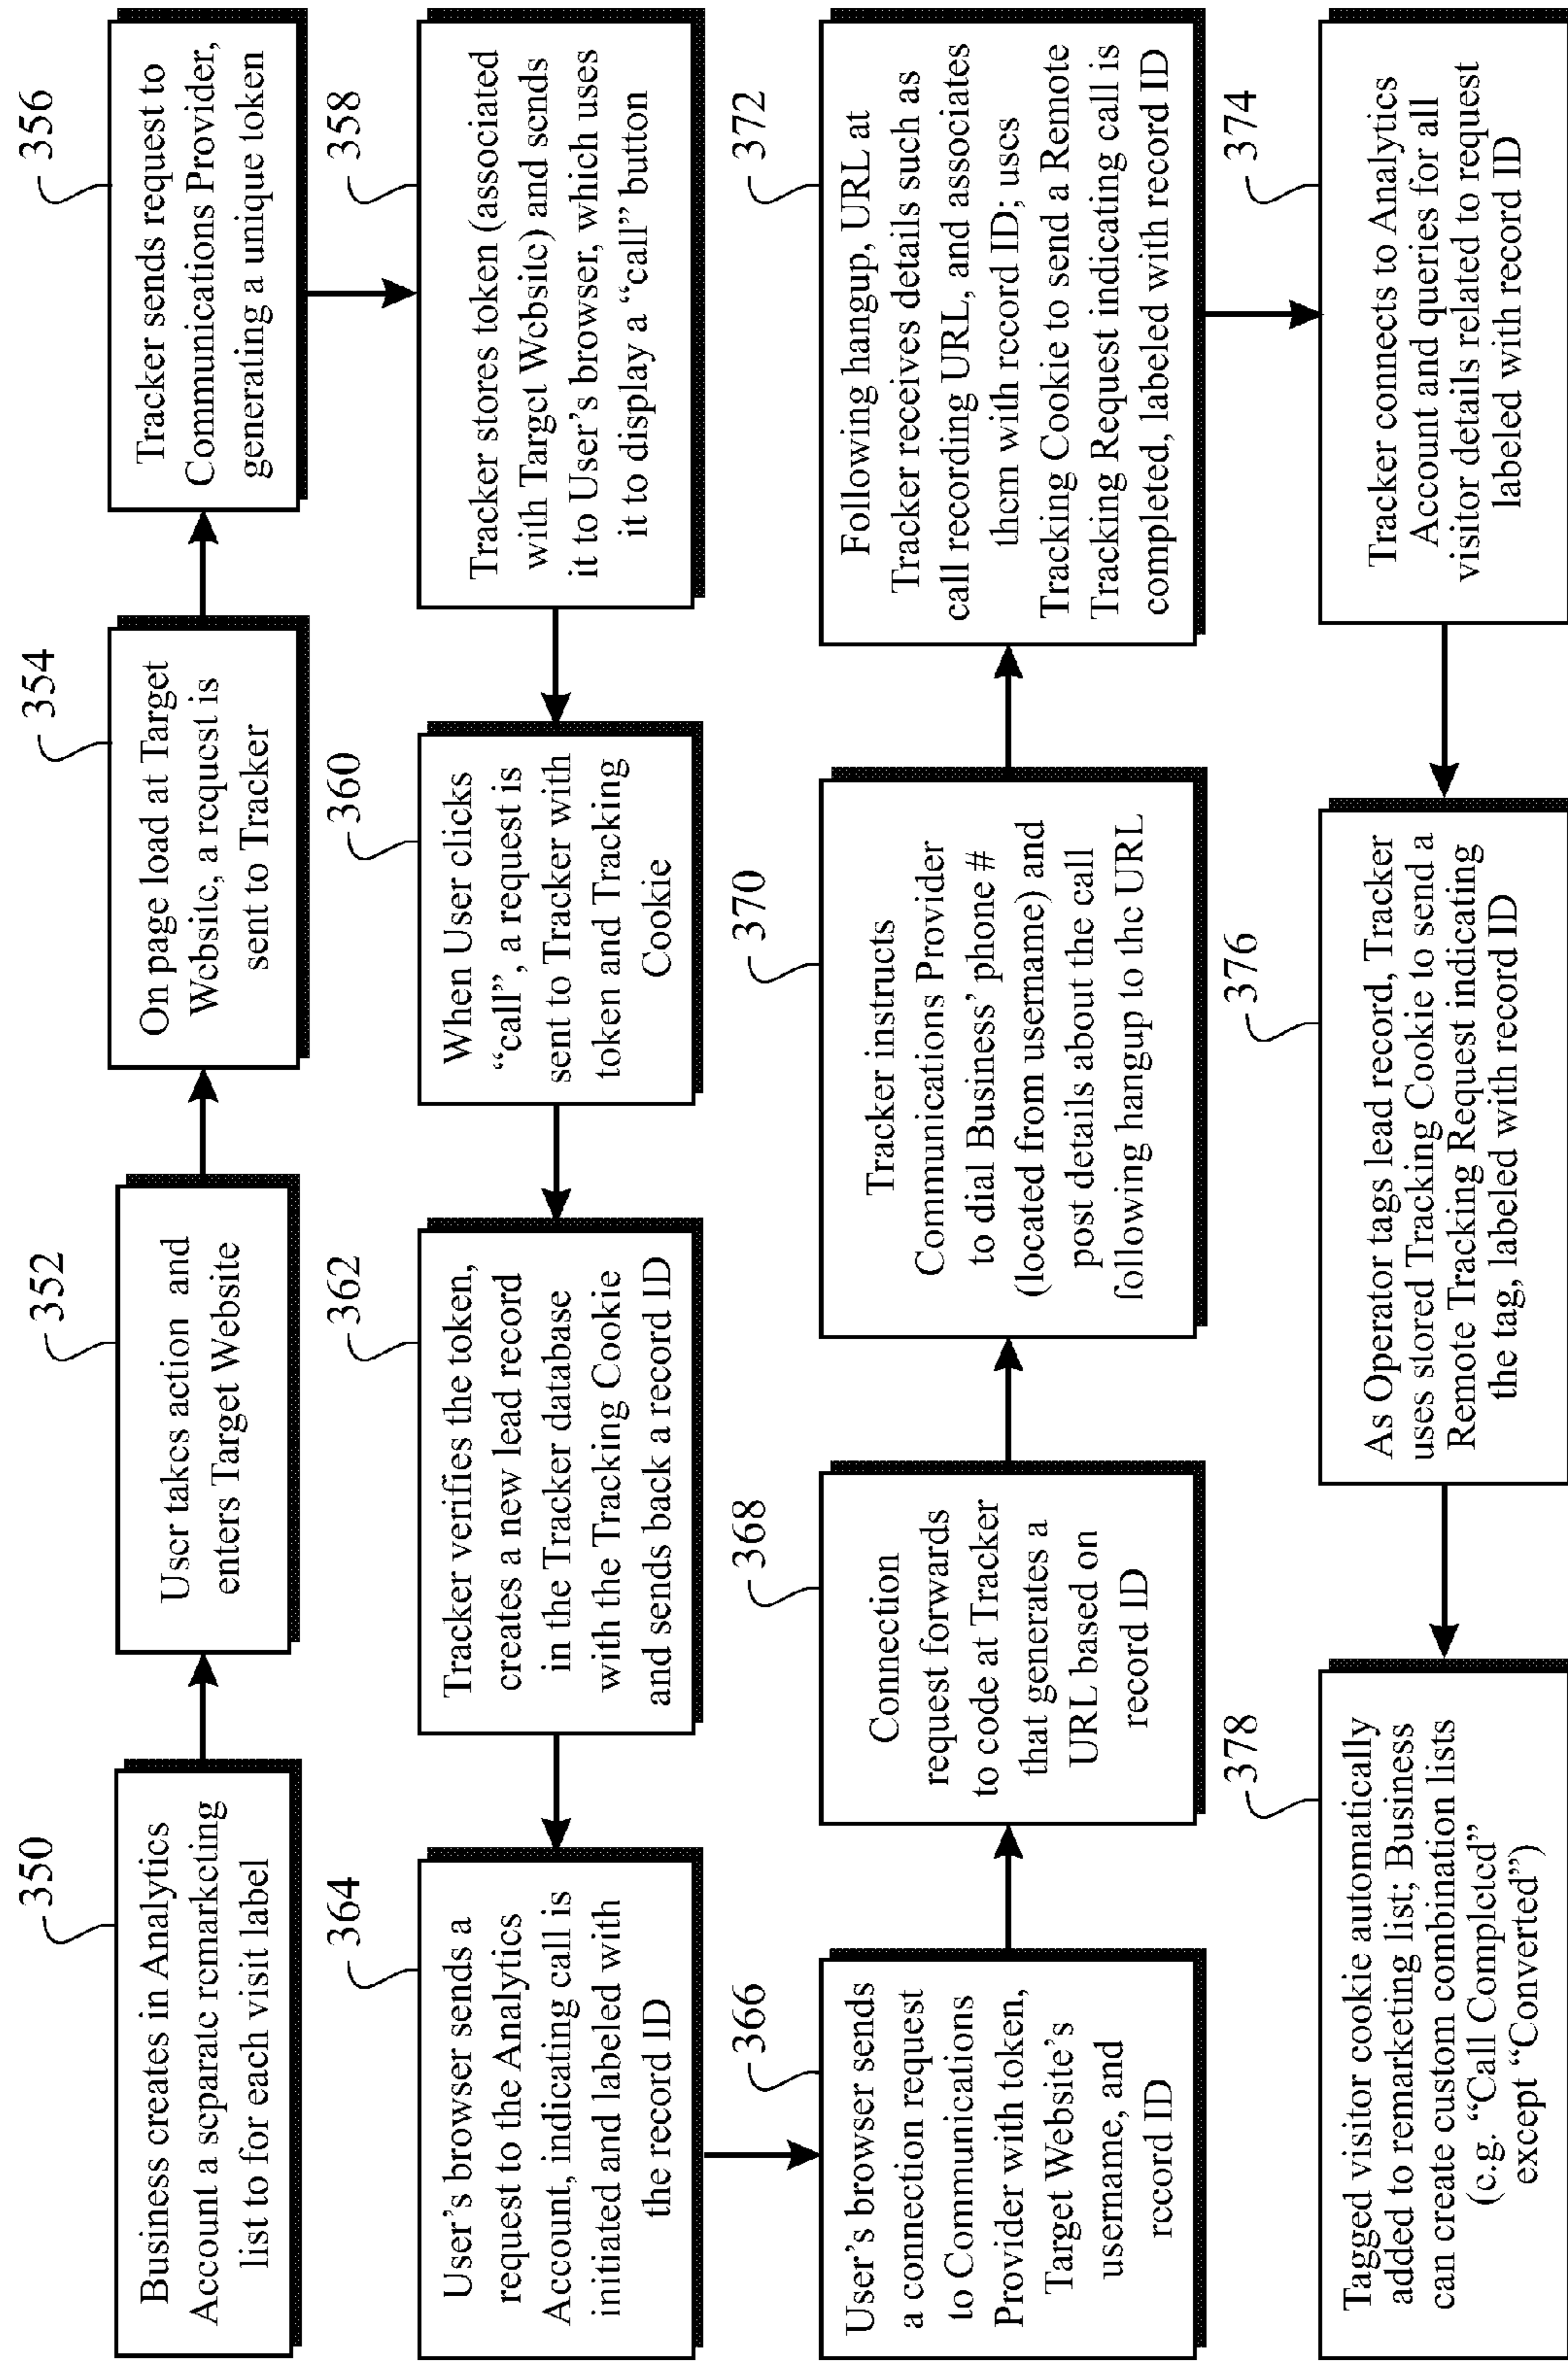 350
Business creates in Analytics
Account a separate remarketing
list to for each visit label
352
User takes action and
enters Target Website
354
On page load at Target
Website, a request is
sent to Tracker
356
Tracker sends request to
Communications Provider,
generating a unique token
358
Tracker stores token (associated
with Target Website) and sends
it to User's browser, which uses
it to display a “call” button
360
When User clicks
“call”, a request is
sent to Tracker with
token and Tracking
Cookie
362
Tracker verifies the token,
creates a new lead record
in the Tracker database
with the Tracking Cookie
and sends back a record ID
364
User's browser sends a
request to the Analytics
Account, indicating call is
initiated and labeled with
the record ID
366
User's browser sends
a connection request
to Communications
Provider with token,
Target Website's
username, and
record ID
368
Connection
request forwards
to code at Tracker
that generates a
URL based on
record ID
370
Tracker instructs
Communications Provider
to dial Business' phone #
(located from username) and
post details about the call
following hangup to the URL
372
Following hangup, URL at
Tracker receives details such as
call recording URL, and associates
them with record ID; uses
Tracking Cookie to send a Remote
Tracking Request indicating call is
completed, labeled with record ID
374
Tracker connects to Analytics
Account and queries for all
visitor details related to request
labeled with record ID
376
As Operator tags lead record, Tracker
uses stored Tracking Cookie to send a
Remote Tracking Request indicating
the tag, labeled with record ID
378
Tagged visitor cookie automatically
added to remarketing list; Business
can create custom combination lists
(e.g. “Call Completed”
except “Converted”)